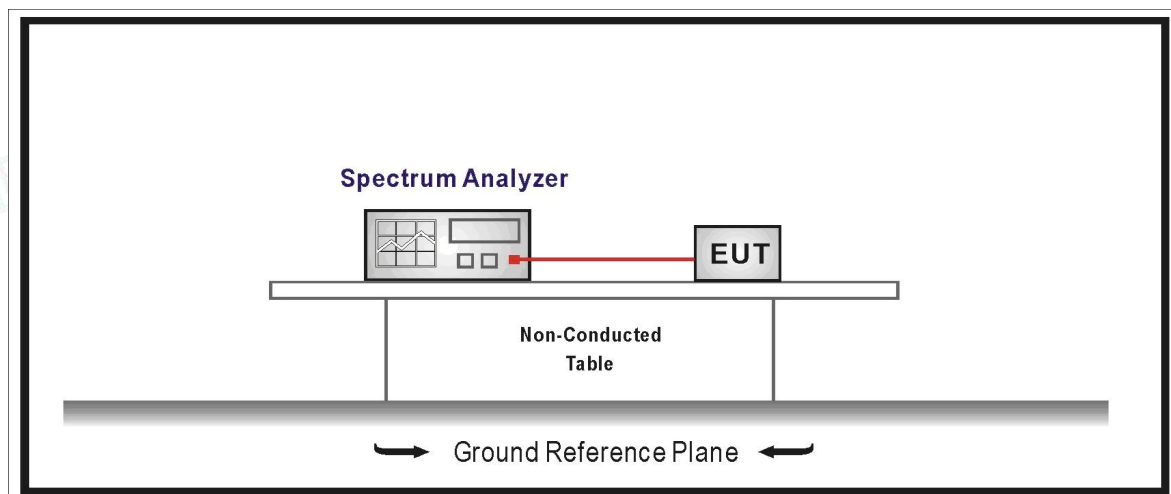 Spectrum Analyzer
EUT
Non-Conducted
Table
Ground Reference Plane